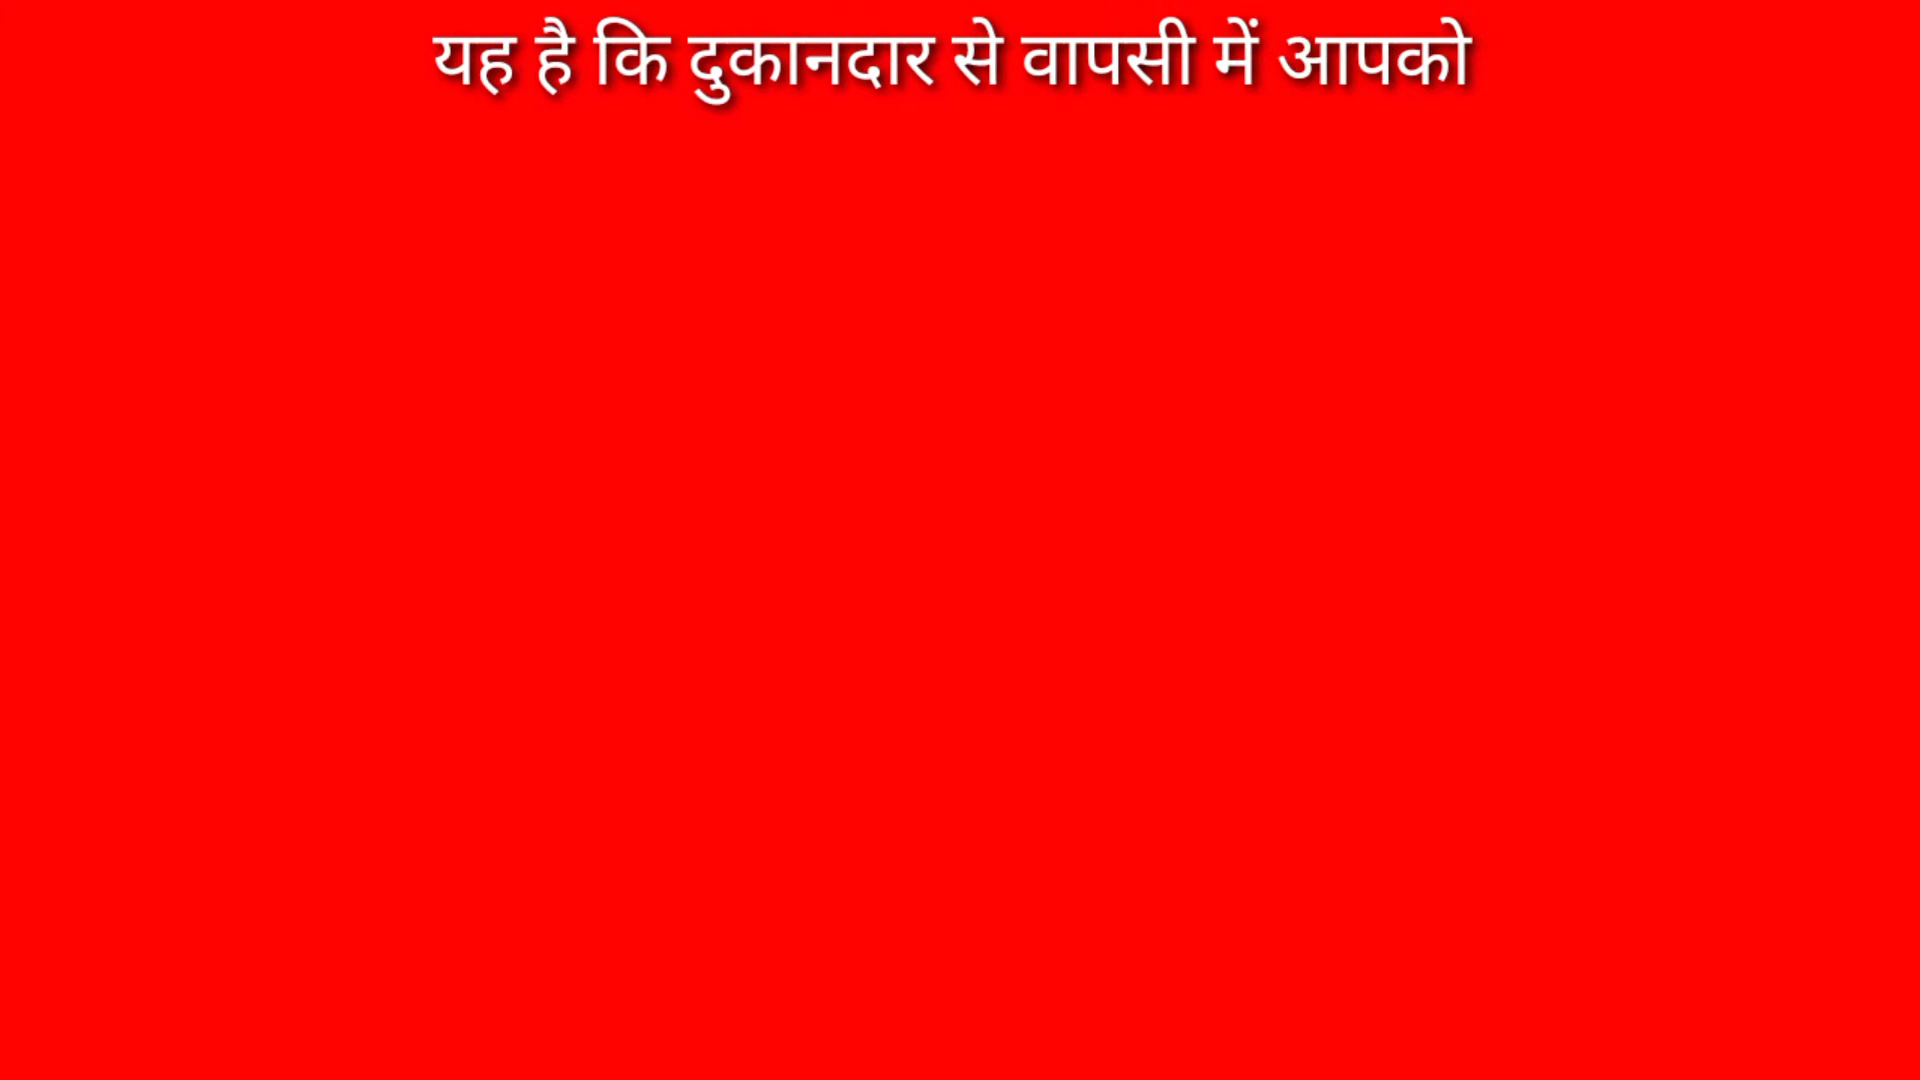 यह है कि दुकानदार से वापसी में आपको